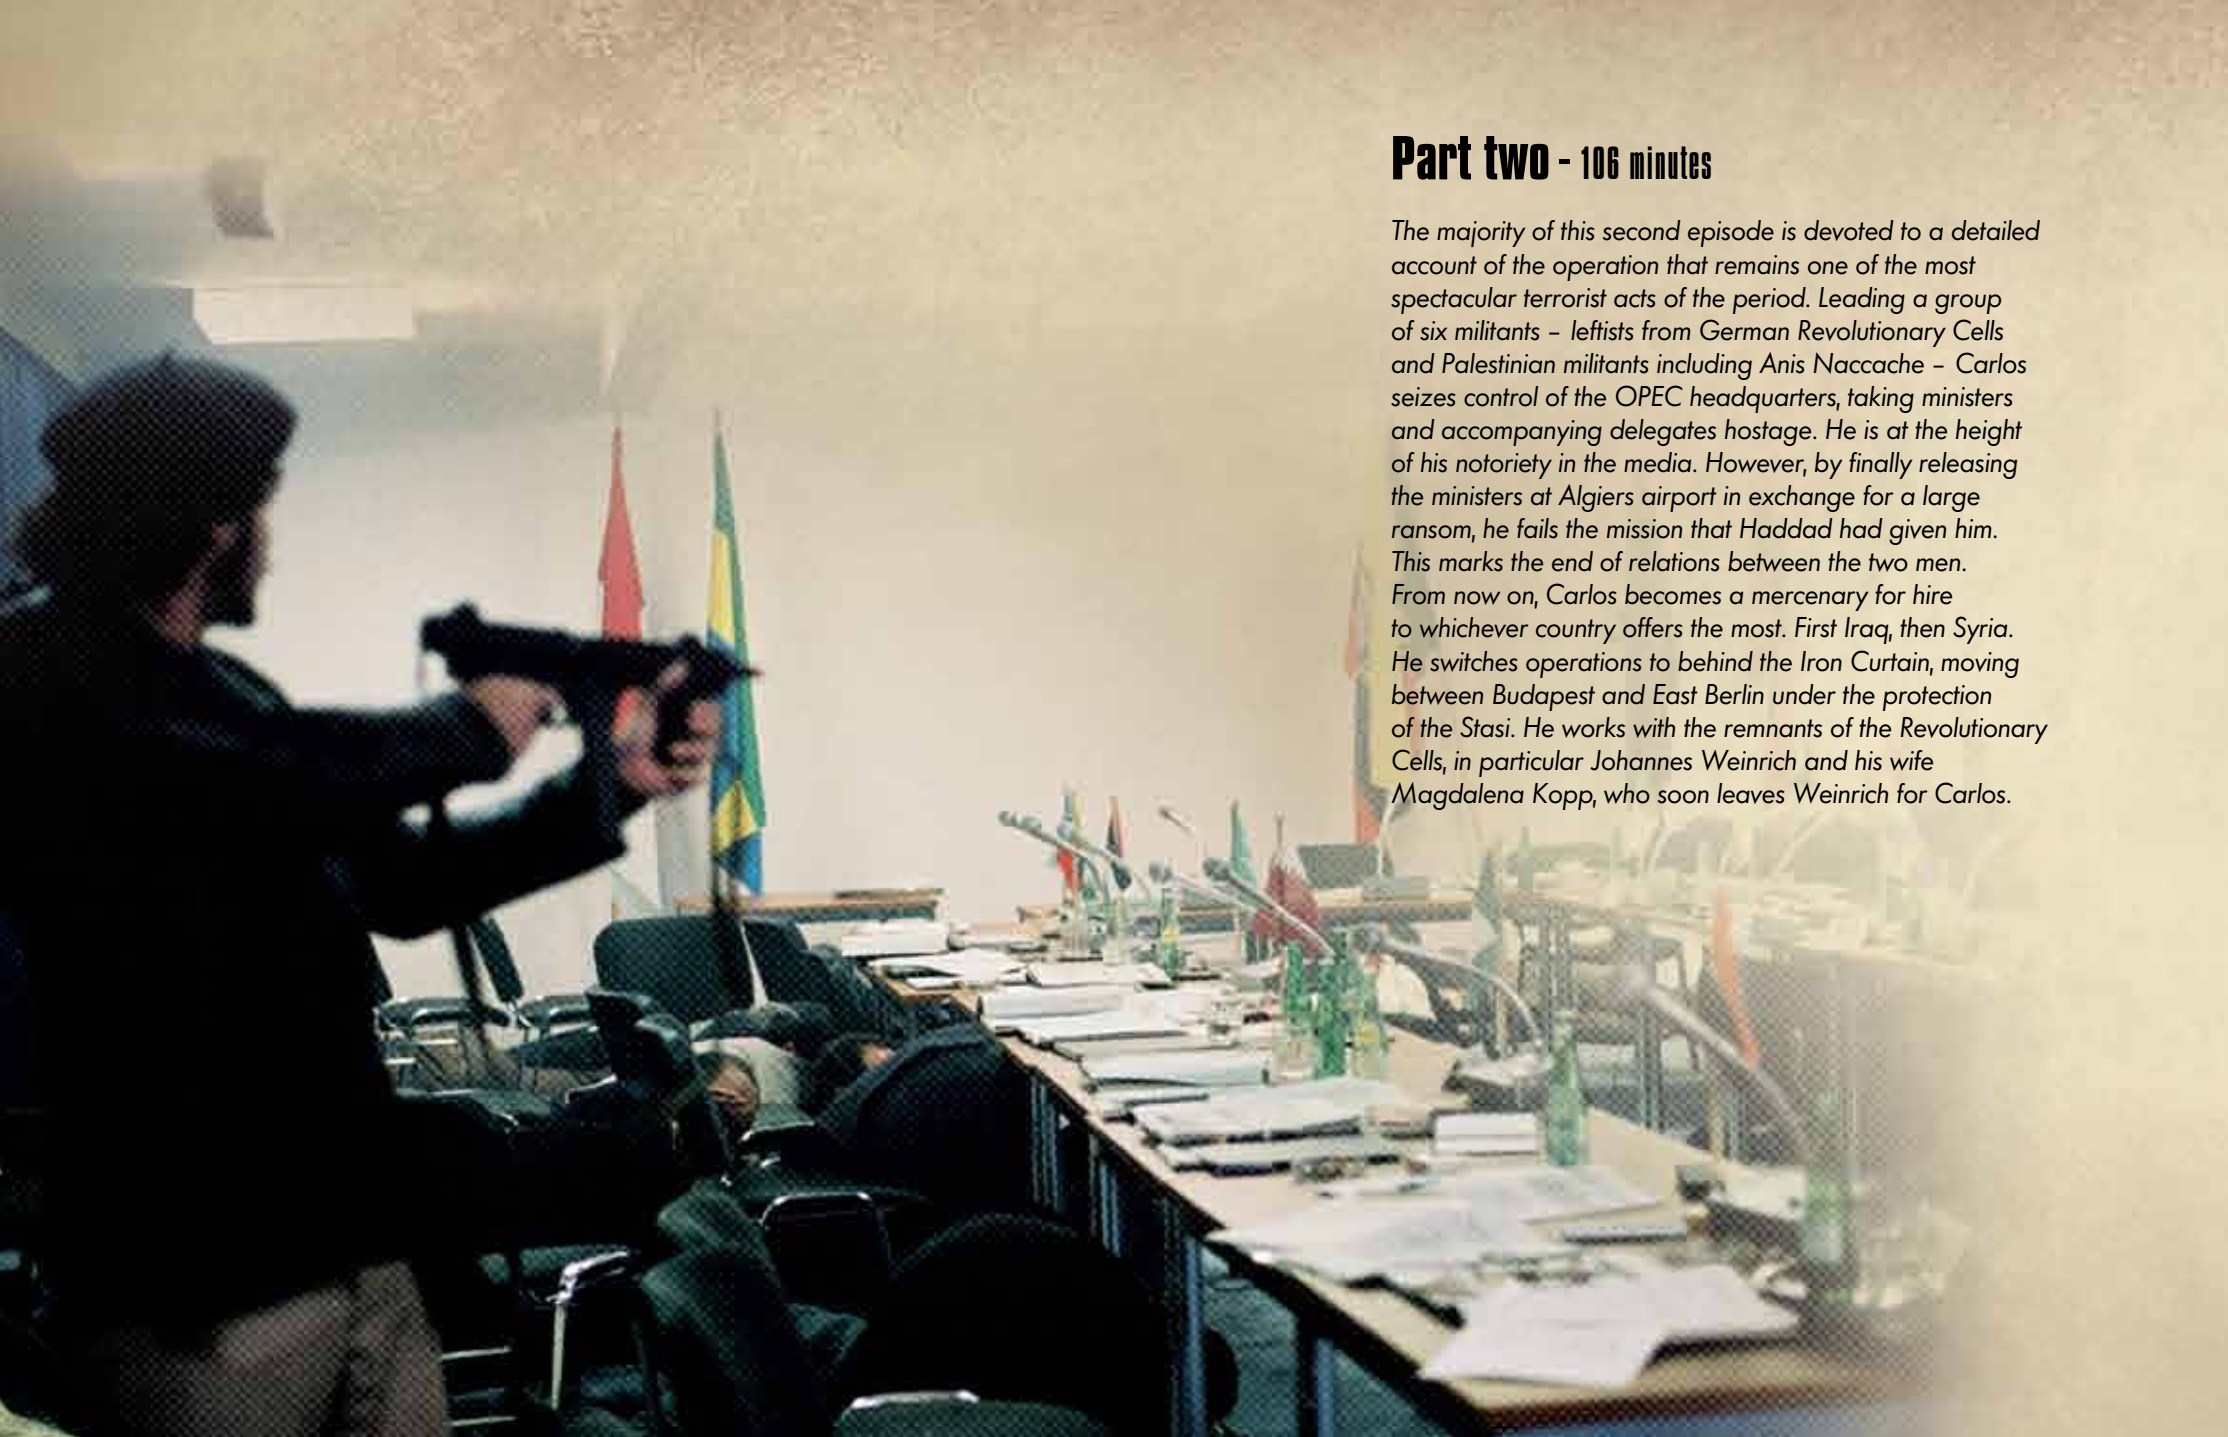 Part two - 106 minutes
The majority of this second episode is devoted to a detailed
account of the operation that remains one of the most
spectacular terrorist acts of the period. Leading a group
of six militants – leftists from German Revolutionary Cells
and Palestinian militants including Anis Naccache – Carlos
seizes control of the OPEC headquarters, taking ministers
and accompanying delegates hostage. He is at the height
of his notoriety in the media. However, by finally releasing
the ministers at Algiers airport in exchange for a large
ransom, he fails the mission that Haddad had given him.
This marks the end of relations between the two men.
From now on, Carlos becomes a mercenary for hire
to whichever country offers the most. First Iraq, then Syria.
He switches operations to behind the Iron Curtain, moving
between Budapest and East Berlin under the protection
of the Stasi. He works with the remnants of the Revolutionary
Cells, in particular Johannes Weinrich and his wife
Magdalena Kopp, who soon leaves Weinrich for Carlos.